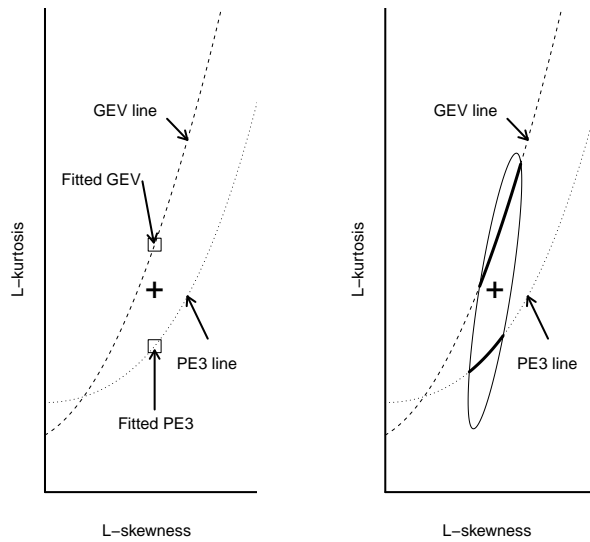 GEV line
Fitted GEV
L−kurtosis
PE3 line
Fitted PE3
L−skewness
GEV line
L−kurtosis
PE3 line
L−skewness